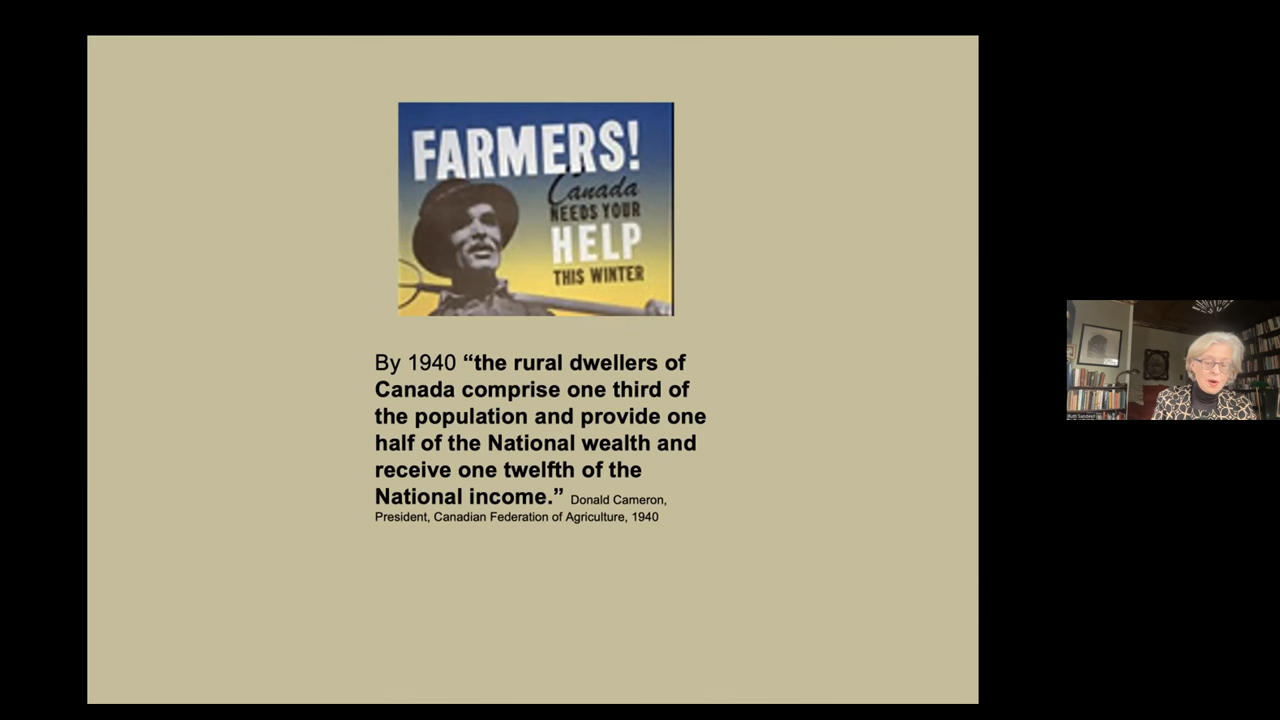 FARMERS!
Canada
NEEDS YOUR
HELP
THIS WINTER
By 1940 “the rural dwellers of
Canada comprise one third of
the population and provide one
half of the National wealth and
receive one twelfth of the
National income.” Donald Cameron,
President, Canadian Federation of Agriculture, 1940